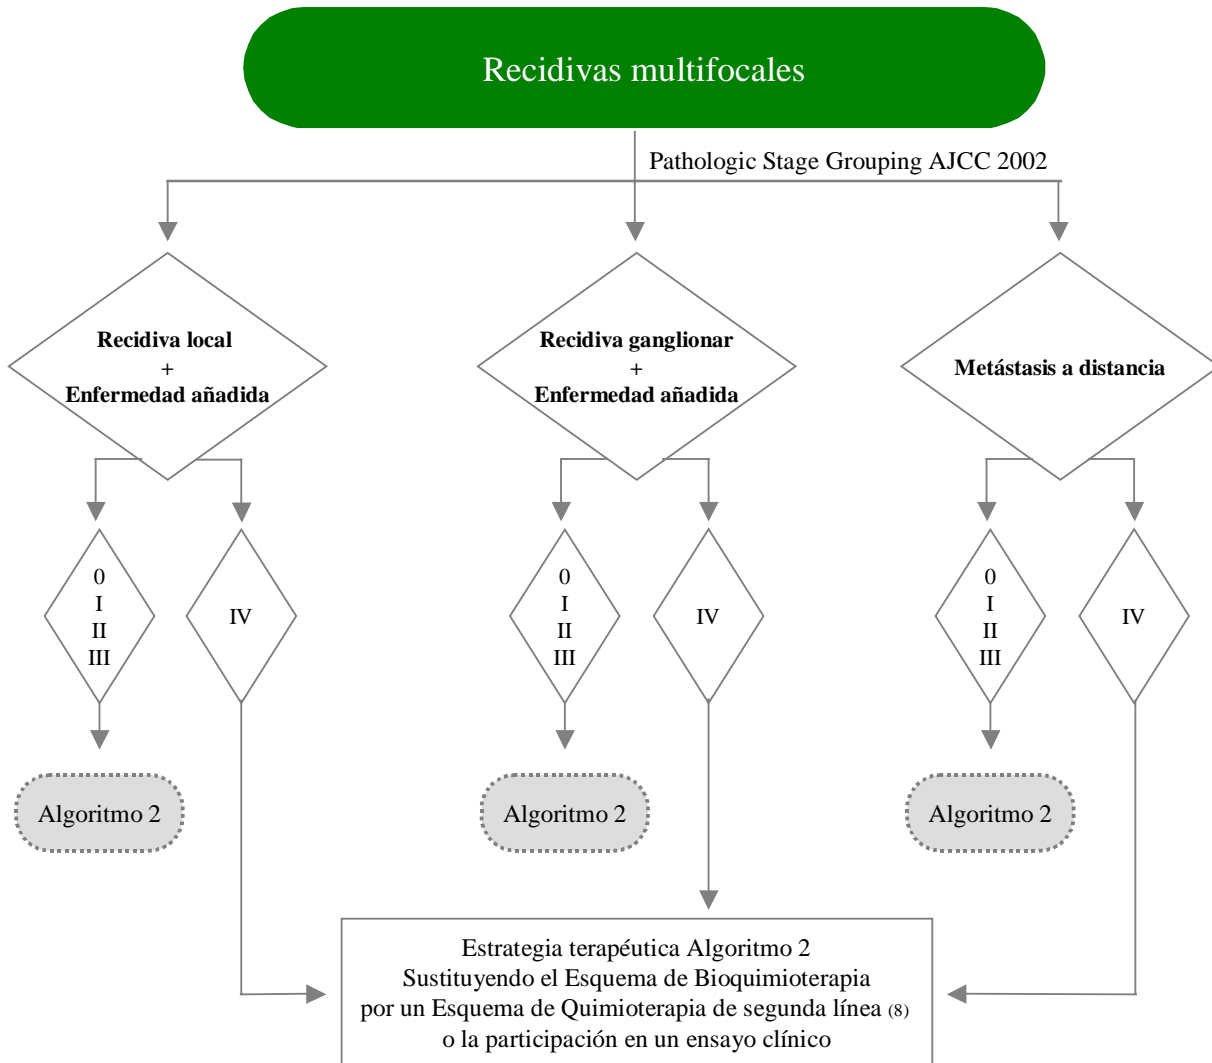 Recidivas multifocales
Pathologic Stage Grouping AJCC 2002
Recidiva local
+
Enfermedad añadida
Recidiva ganglionar
+
Enfermedad añadida
Metástasis a distancia
0
I
II
III
IV
0
I
II
III
IV
0
I
II
III
IV
Algoritmo 2
Algoritmo 2
Algoritmo 2
Estrategia terapéutica Algoritmo 2
Sustituyendo el Esquema de Bioquimioterapia
por un Esquema de Quimioterapia de segunda línea (8)
o la participación en un ensayo clínico